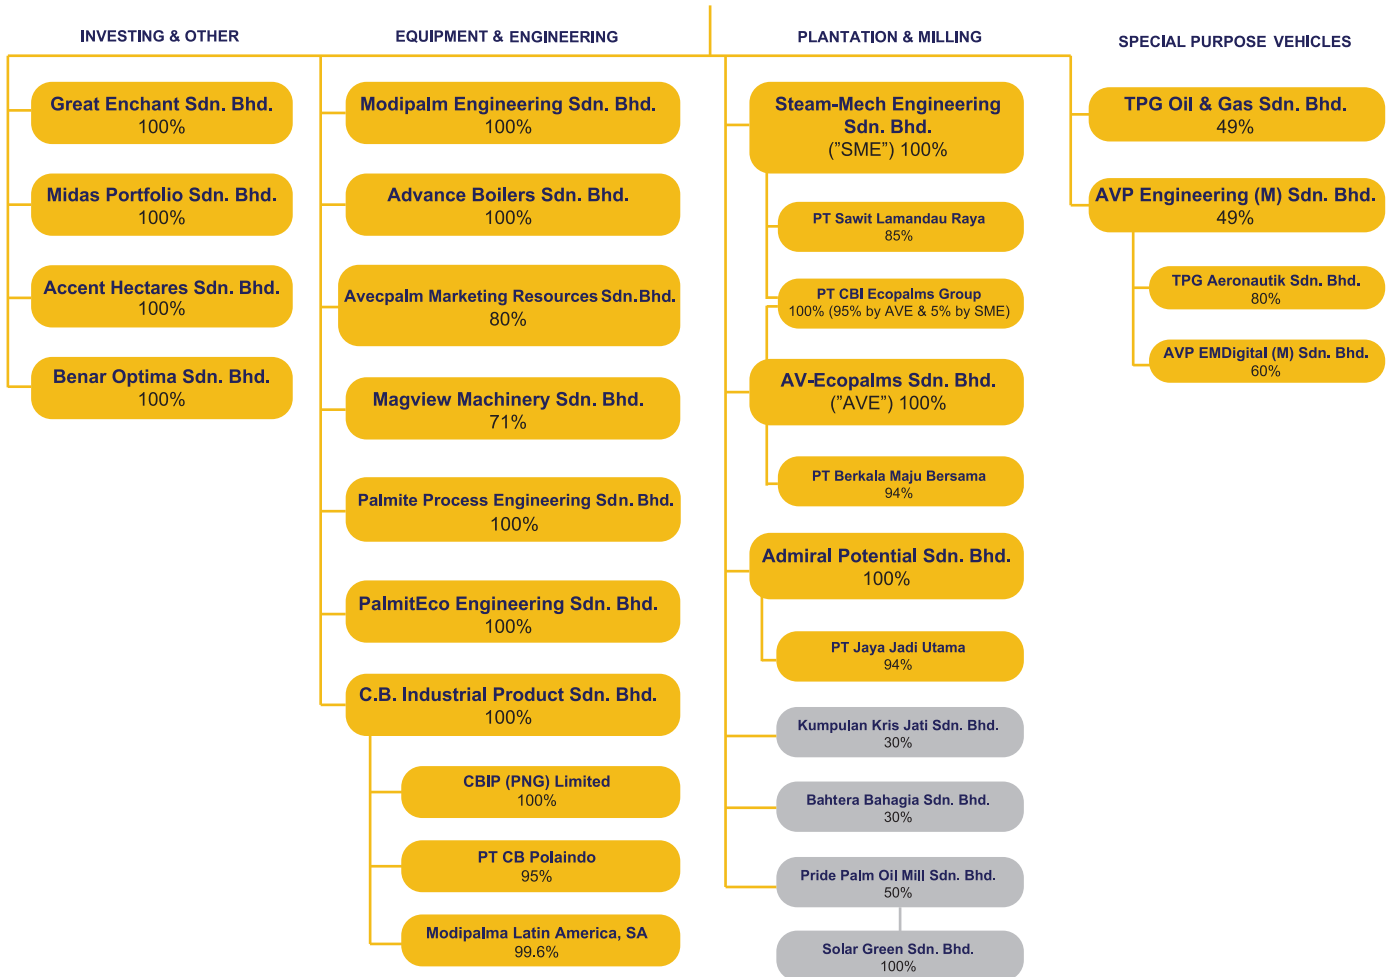 INVESTING & OTHER
Great Enchant Sdn. Bhd.
100%
Midas Portfolio Sdn. Bhd.
100%
Accent Hectares Sdn. Bhd.
100%
Benar Optima Sdn. Bhd.
100%
EQUIPMENT & ENGINEERING
Modipalm Engineering Sdn. Bhd.
100%
Advance Boilers Sdn. Bhd.
100%
Avecpalm Marketing Resources Sdn.Bhd.
80%
Magview Machinery Sdn. Bhd.
71%
Palmite Process Engineering Sdn. Bhd.
100%
PalmitEco Engineering Sdn. Bhd.
100%
C.B. Industrial Product Sdn. Bhd.
100%
CBIP (PNG) Limited
100%
PT CB Polaindo
95%
Modipalma Latin America, SA
99.6%
PLANTATION & MILLING
Steam-Mech Engineering
Sdn. Bhd.
("SME") 100%
PT Sawit Lamandau Raya
85%
PT CBI Ecopalms Group
100% (95% by AVE & 5% by SME)
AV-Ecopalms Sdn. Bhd.
("AVE") 100%
PT Berkala Maju Bersama
94%
Admiral Potential Sdn. Bhd.
100%
PT Jaya Jadi Utama
94%
Kumpulan Kris Jati Sdn. Bhd.
30%
Bahtera Bahagia Sdn. Bhd.
30%
Pride Palm Oil Mill Sdn. Bhd.
50%
Solar Green Sdn. Bhd.
100%
SPECIAL PURPOSE VEHICLES
TPG Oil & Gas Sdn. Bhd.
49%
AVP Engineering (M) Sdn. Bhd.
49%
TPG Aeronautik Sdn. Bhd.
80%
AVP EMDigital (M) Sdn. Bhd.
60%